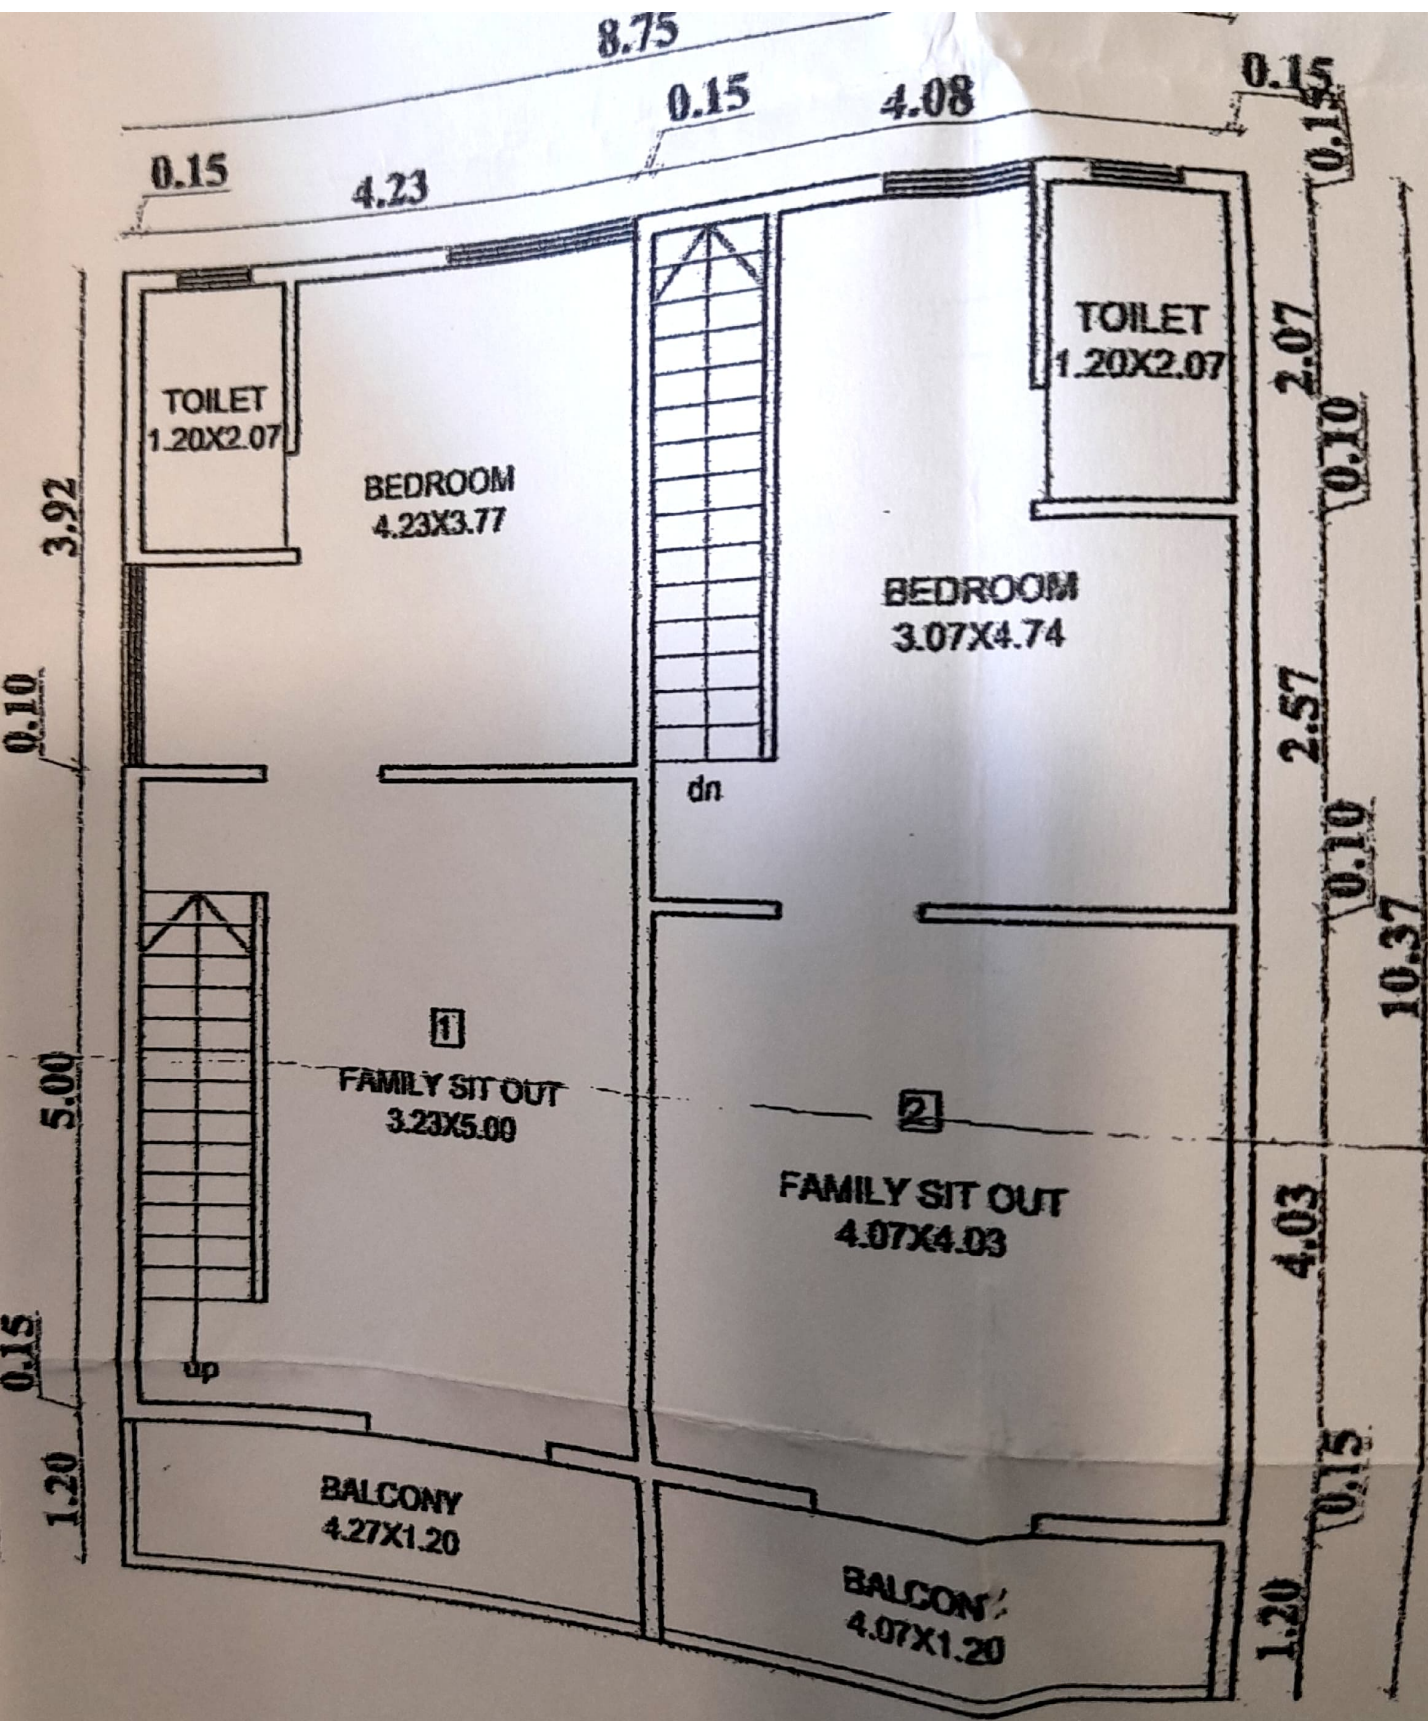 8.75
0.15
4.08
0.15
0.15
4.23
0.15
TOILET
1.20X2.07
TOILET
1.20X2.07
2.07
BEDROOM
4.23X3.77
0.10
3.92
BEDROOM
3.07X4.74
0.10
2.57
dn
0.10
10.37
1
FAMILY SIT OUT
3.23X5.00
5.00
2
FAMILY SIT OUT
4.07X4.03
4.03
0.15
up
0.15
BALCONY
4.27X1.20
1.20
BALCONY
4.07X1.20
1.20